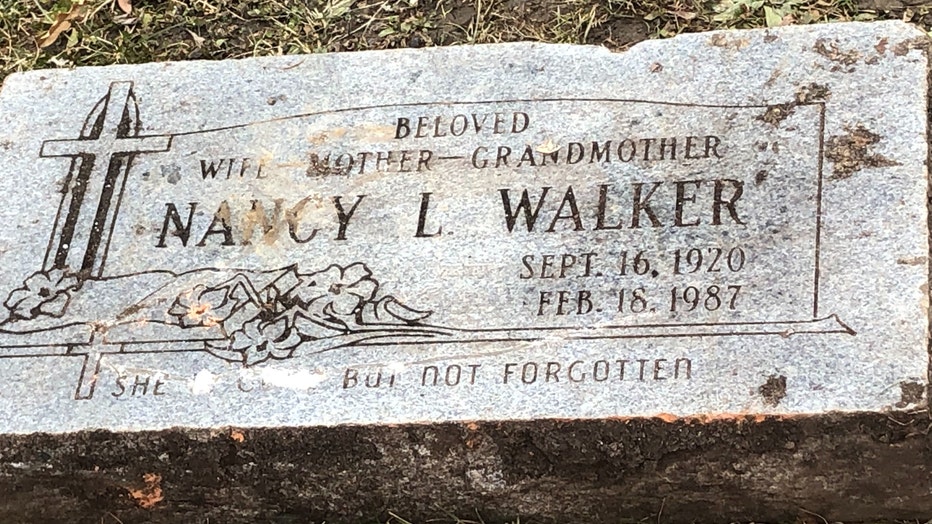 BELOVED
WIFE—MOTHER—GRANDMOTHER
NANCY L. WALKER
SEPT. 16, 1920
FEB. 18, 1987
SHE BUT NOT FORGOTTEN